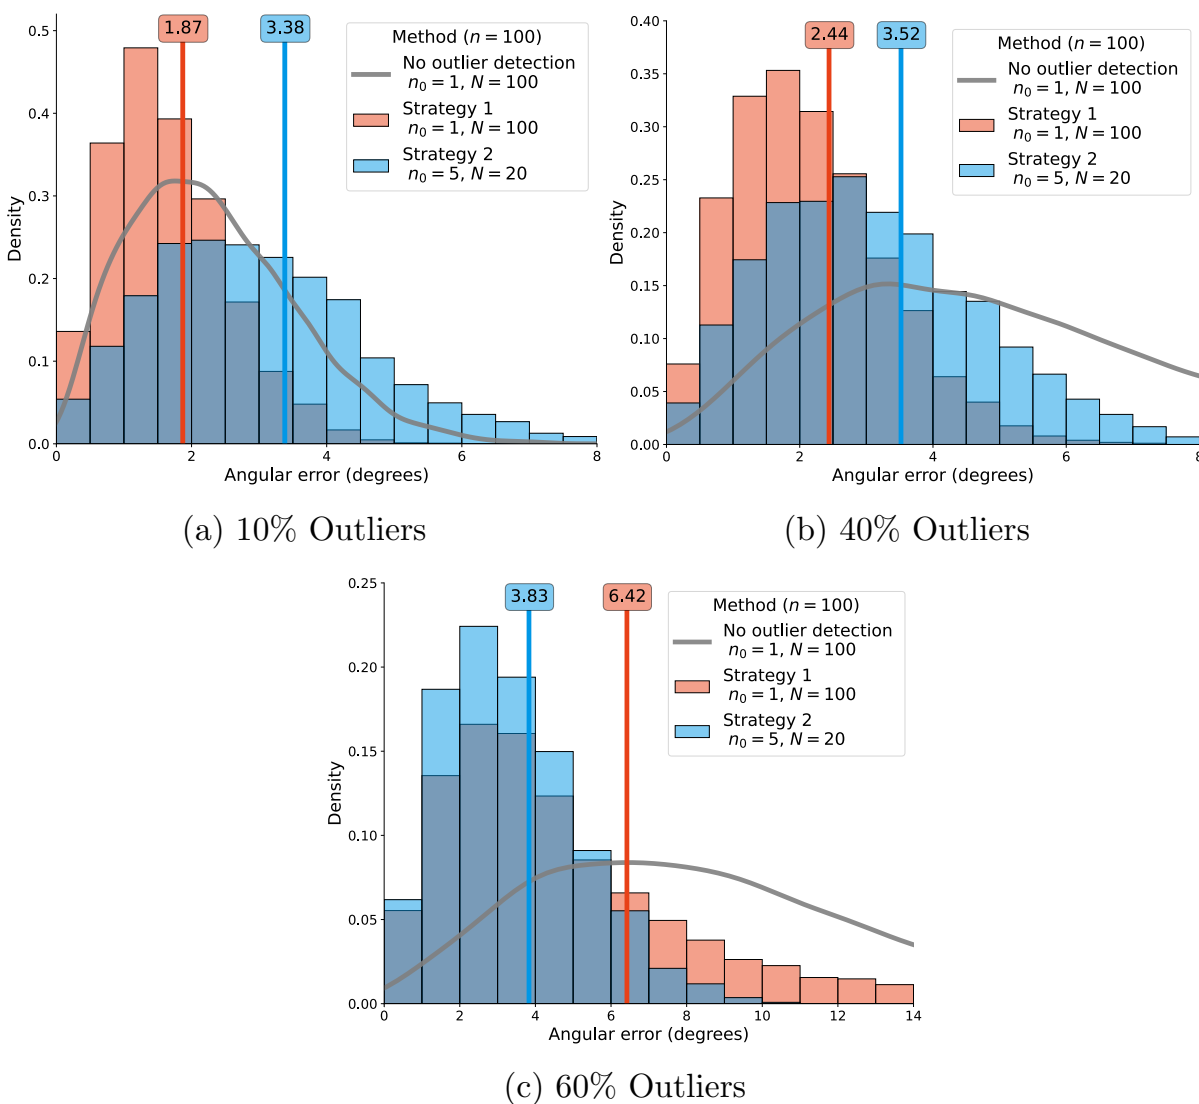 1.87
3.38
Method (n = 100)
No outlier detection
n₀ = 1, N = 100
Strategy 1
n₀ = 1, N = 100
Strategy 2
n₀ = 5, N = 20
Density
0.5
0.4
0.3
0.2
0.1
0.0
0 2 4 6 8
Angular error (degrees)
(a) 10% Outliers
2.44
3.52
Method (n = 100)
No outlier detection
n₀ = 1, N = 100
Strategy 1
n₀ = 1, N = 100
Strategy 2
n₀ = 5, N = 20
Density
0.40
0.35
0.30
0.25
0.20
0.15
0.10
0.05
0.00
0 2 4 6 8
Angular error (degrees)
(b) 40% Outliers
3.83
6.42
Method (n = 100)
No outlier detection
n₀ = 1, N = 100
Strategy 1
n₀ = 1, N = 100
Strategy 2
n₀ = 5, N = 20
Density
0.25
0.20
0.15
0.10
0.05
0.00
0 2 4 6 8 10 12 14
Angular error (degrees)
(c) 60% Outliers